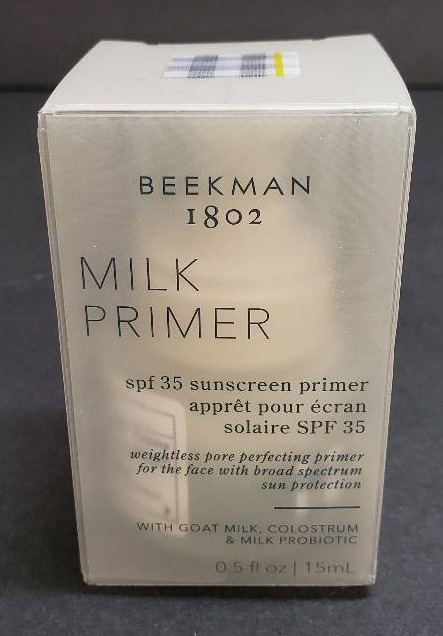 BEEKMAN
1802
MILK
PRIMER
spf 35 sunscreen primer
apprêt pour écran
solaire SPF 35
weightless pore perfecting primer
for the face with broad spectrum
sun protection
WITH GOAT MILK, COLOSTRUM
& MILK PROBIOTIC
0.5 fl oz | 15mL